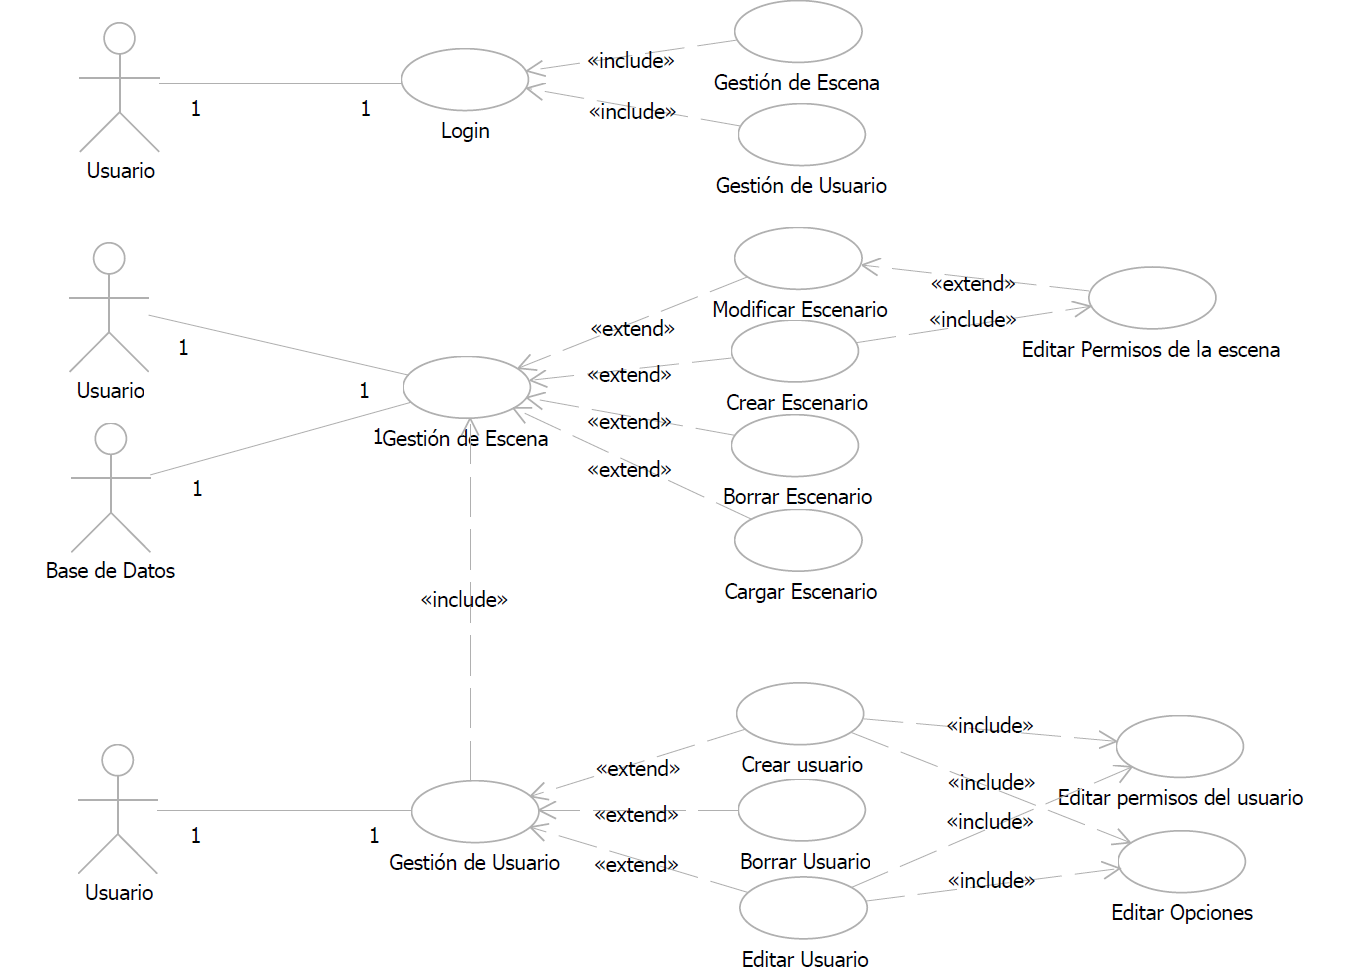 «include»
Gestión de Escena
1
1
«include»
Login
Usuario
Gestión de Usuario
«extend»
Modificar Escenario
«include»
«extend»
1
Editar Permisos de la escena
«extend»
Usuario
1
Crear Escenario
«extend»
1
Gestión de Escena
«extend»
1
Borrar Escenario
Base de Datos
Cargar Escenario
«include»
«include»
«extend»
Crear usuario
«include»
Editar permisos del usuario
«extend»
«include»
1
1
Gestión de Usuario
«extend»
Borrar Usuario
«include»
Usuario
Editar Opciones
Editar Usuario